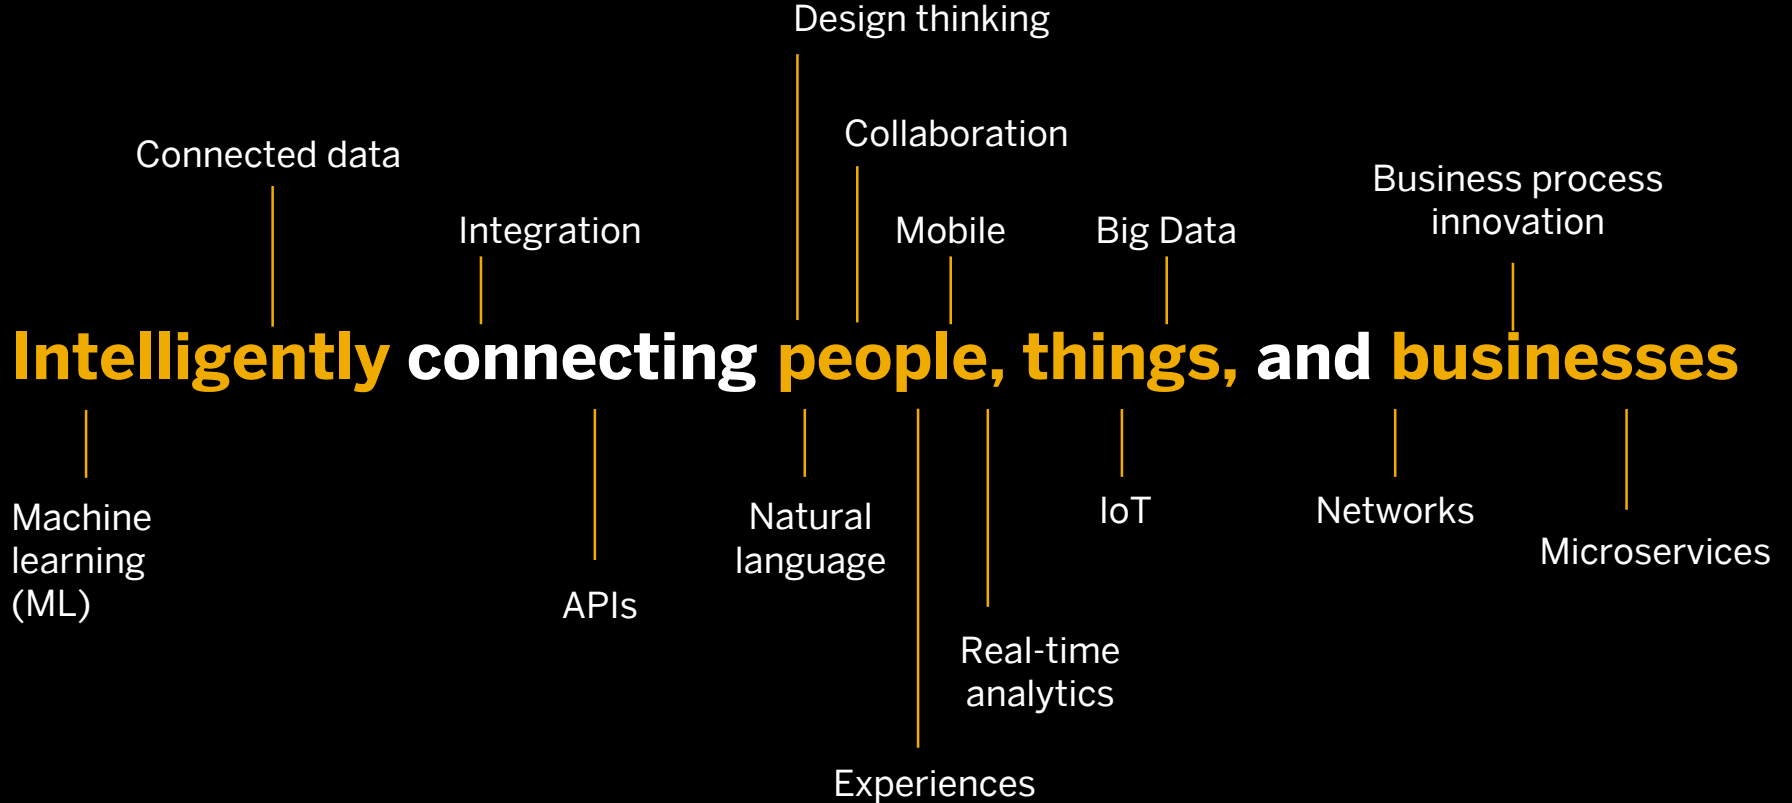 Design thinking
Collaboration
Connected data
Business process
innovation
Integration
Mobile
Big Data
Intelligently connecting people, things, and businesses
Machine
learning
(ML)
APIs
Natural
language
IoT
Networks
Microservices
Real-time
analytics
Experiences